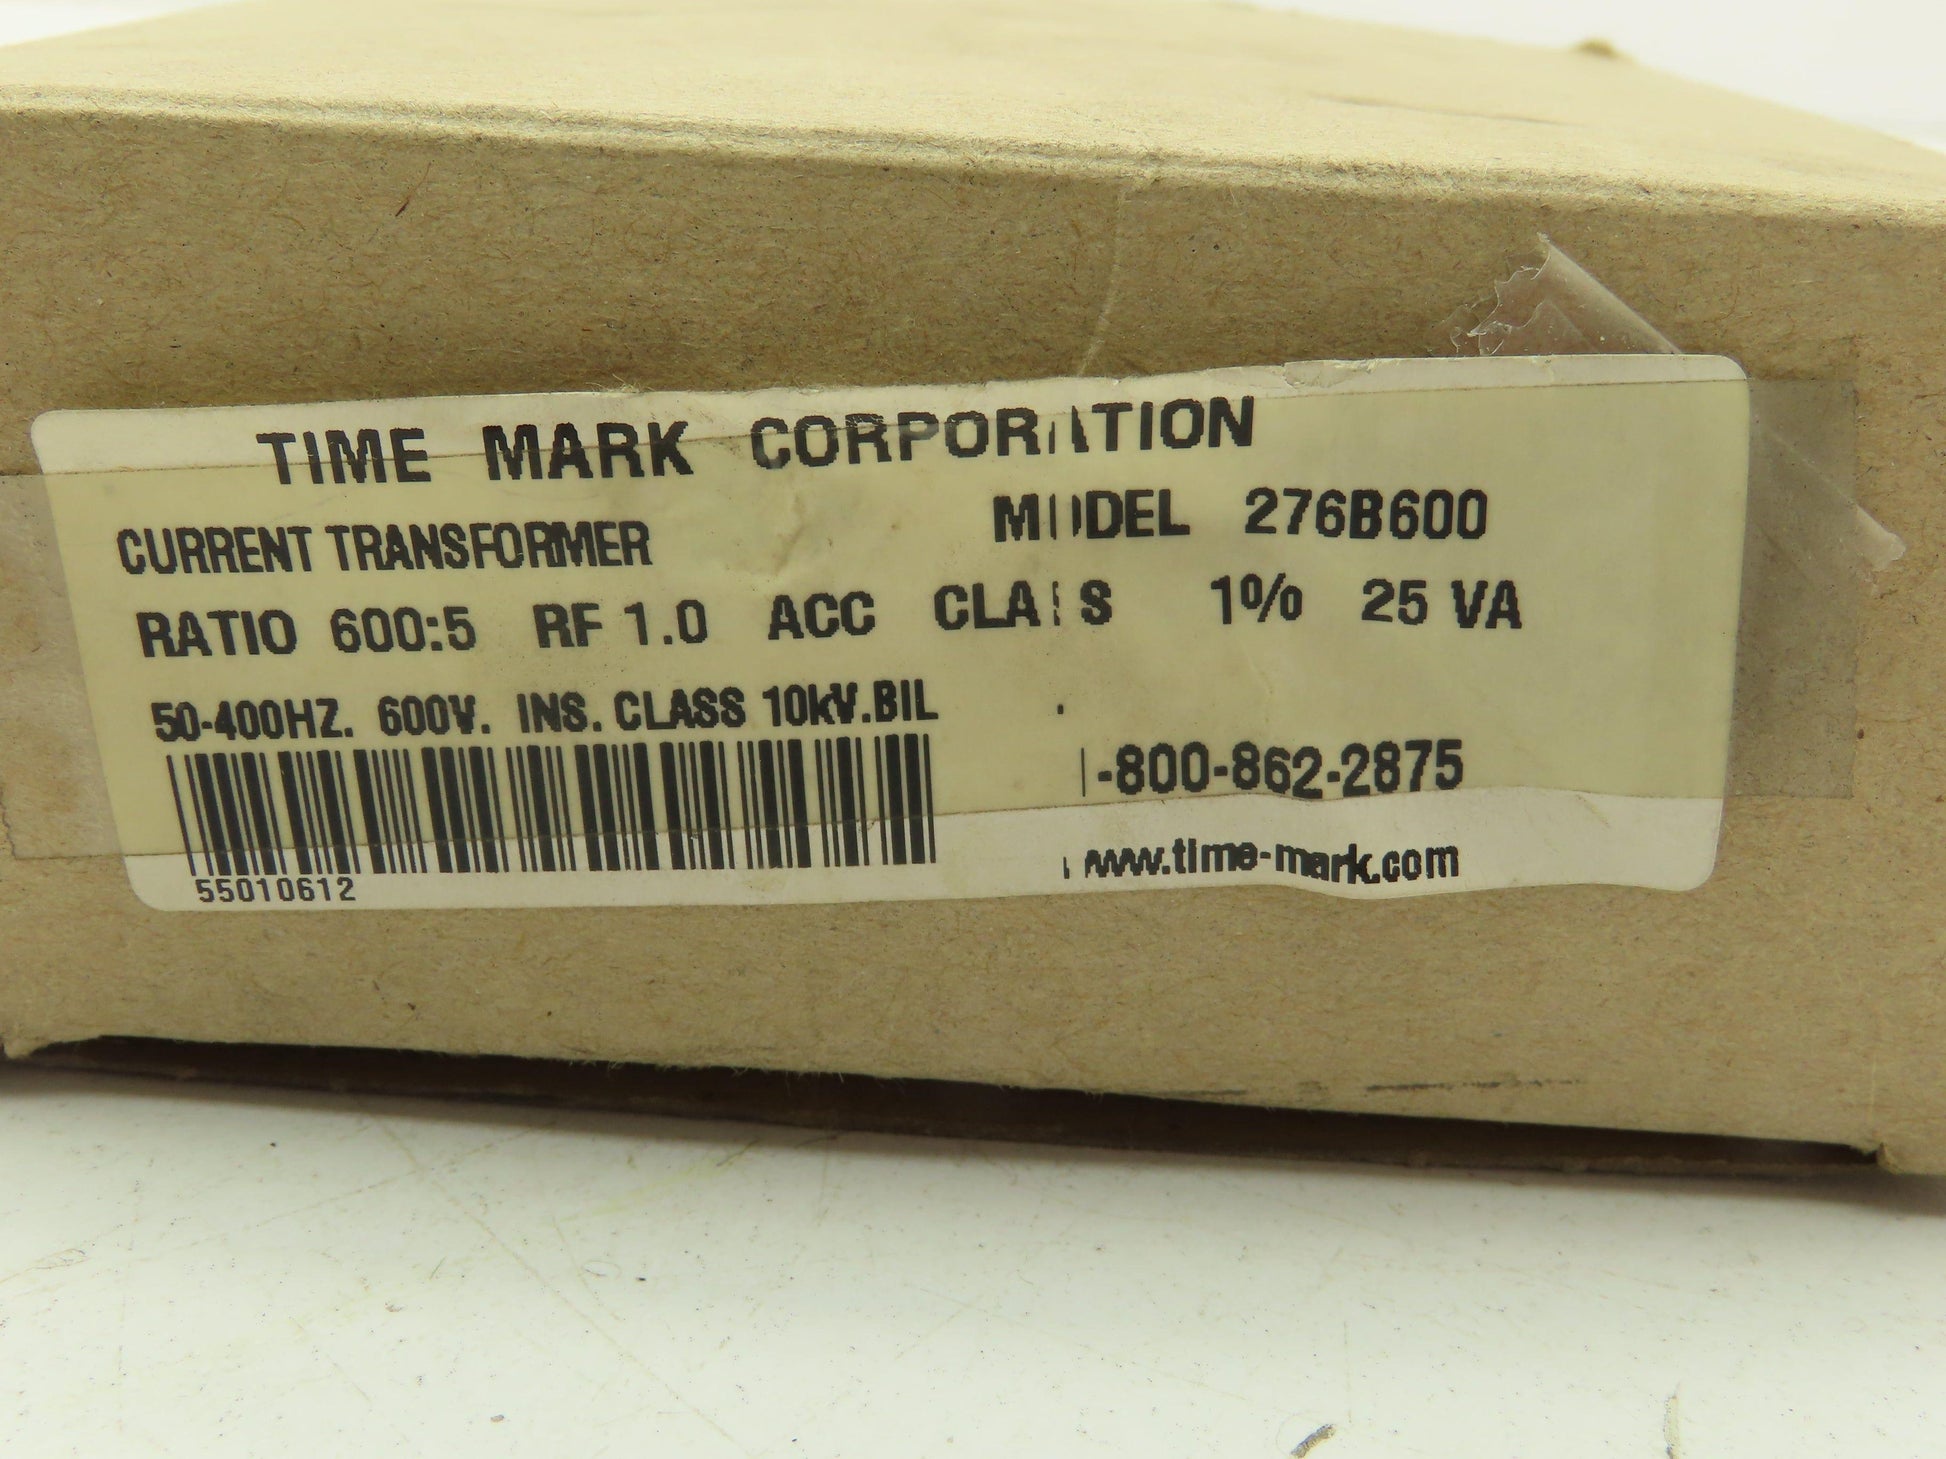 TIME MARK CORPORATION
CURRENT TRANSFORMER MODEL 276B600
RATIO 600:5 RF 1.0 ACC CLASS 1% 25 VA
50-400HZ. 600V. INS. CLASS 10kV.BIL
1-800-862-2875
www.time-mark.com
55010612